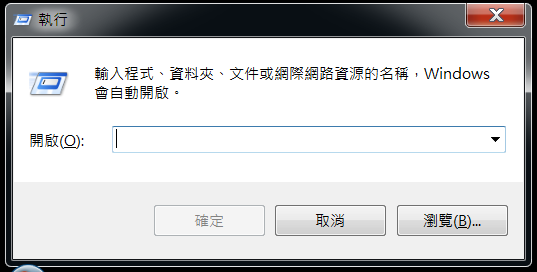 執行
輸入程式、資料夾、文件或網際網路資源的名稱，Windows
會自動開啟。
開啟(O):
確定
取消
瀏覽(B)...